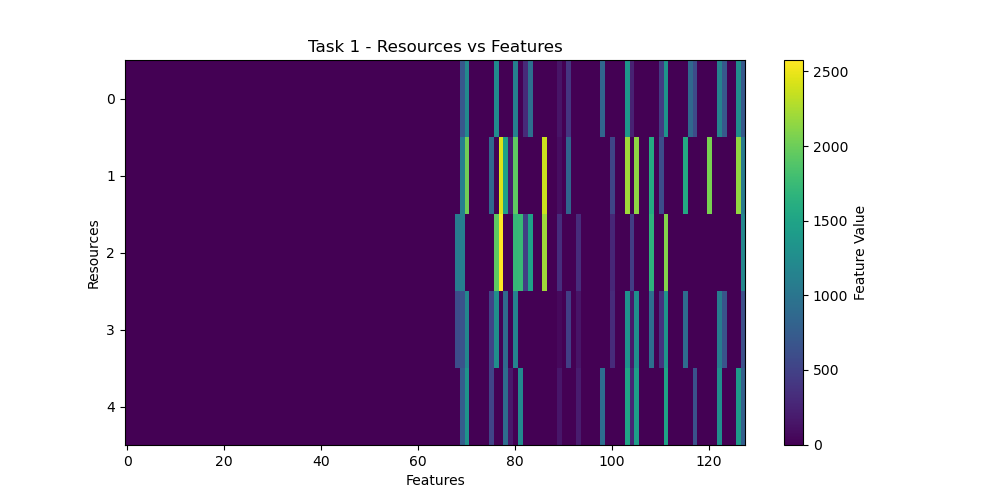 Task 1 - Resources vs Features
Resources
0
1
2
3
4
0 20 40 60 80 100 120
Features
2500
2000
1500
1000
500
0
Feature Value